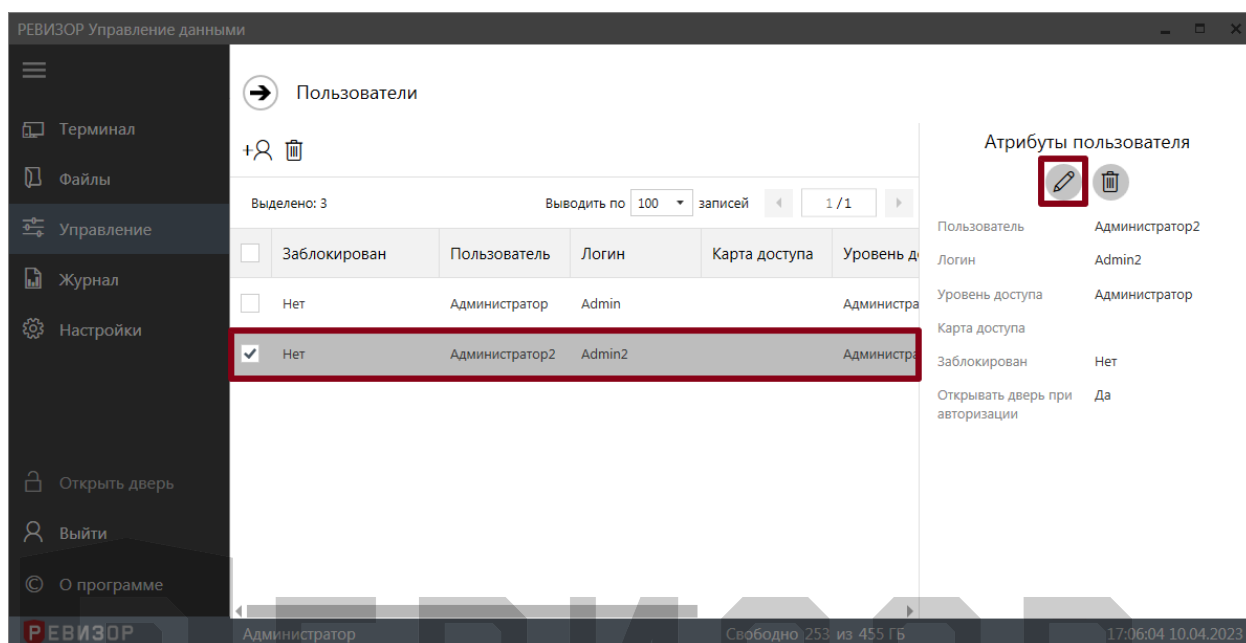 РЕВИЗОР Управление данными
Терминал
Файлы
Управление
Журнал
Настройки
Открыть дверь
Выйти
О программе
РЕВИЗОР
Пользователи
Выделено: 3
Выводить по 100 записей 1 / 1
Заблокирован Пользователь Логин Карта доступа Уровень д
Нет Администратор Admin Администра
Нет Администратор2 Admin2 Администра
Атрибуты пользователя
Пользователь Администратор2
Логин Admin2
Уровень доступа Администратор
Карта доступа
Заблокирован Нет
Открывать дверь при Да
авторизации
Администратор Свободно 253 из 455 ГБ 17:06:04 10.04.2023
РЕВИЗОР